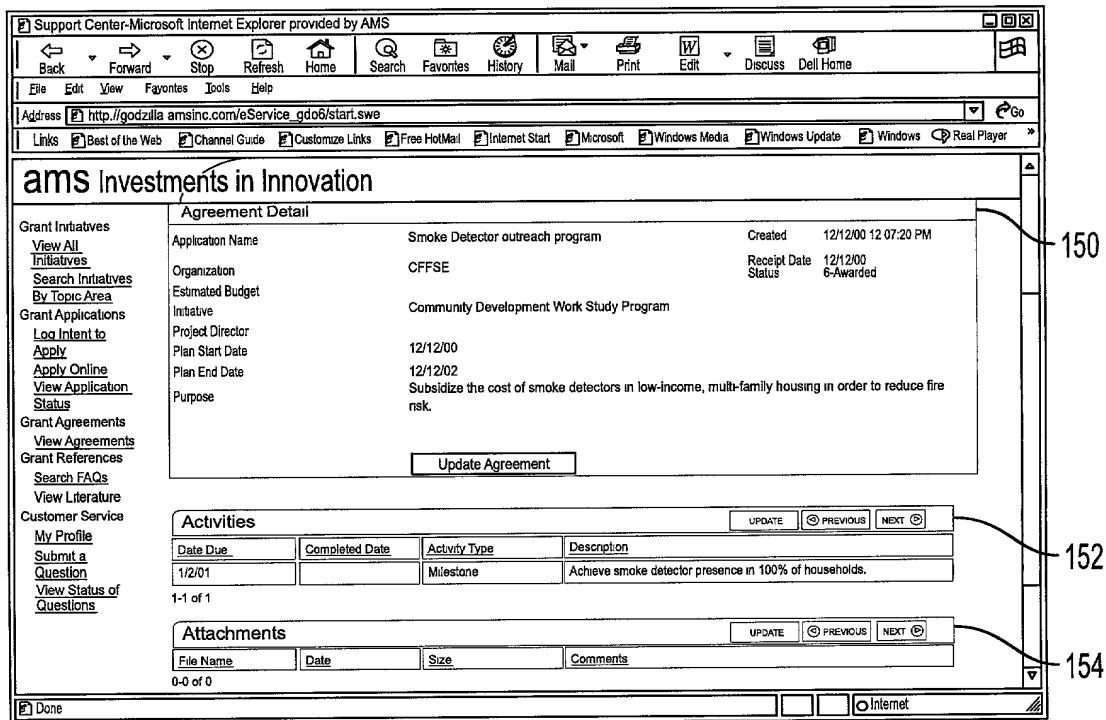 Support Center-Microsoft Internet Explorer provided by AMS
Back Forward Stop Refresh Home Search Favorites History Mail Print Edit Discuss Dell Home
File Edit View Favorites Tools Help
Address http://godzilla amsinc.com/eService_gdo6/start.swe Go
Links Best of the Web Channel Guide Customize Links Free HotMail Internet Start Microsoft Windows Media Windows Update Windows Real Player »
ams Investments in Innovation
Grant Initiatives
View All
Initiatives
Search Initiatives
By Topic Area
Grant Applications
Log Intent to
Apply
Apply Online
View Application
Status
Grant Agreements
View Agreements
Grant References
Search FAQs
View Literature
Customer Service
My Profile
Submit a
Question
View Status of
Questions
Agreement Detail
150
Application Name Smoke Detector outreach program Created 12/12/00 12 07:20 PM
Organization CFFSE Receipt Date 12/12/00
Status 6-Awarded
Estimated Budget
Initiative Community Development Work Study Program
Project Director
Plan Start Date 12/12/00
Plan End Date 12/12/02
Purpose Subsidize the cost of smoke detectors in low-income, multi-family housing in order to reduce fire
risk.
Update Agreement
Activities UPDATE PREVIOUS NEXT
152
Date Due Completed Date Activity Type Description
1/2/01 Milestone Achieve smoke detector presence in 100% of households.
1-1 of 1
Attachments UPDATE PREVIOUS NEXT
154
File Name Date Size Comments
0-0 of 0
Done Internet